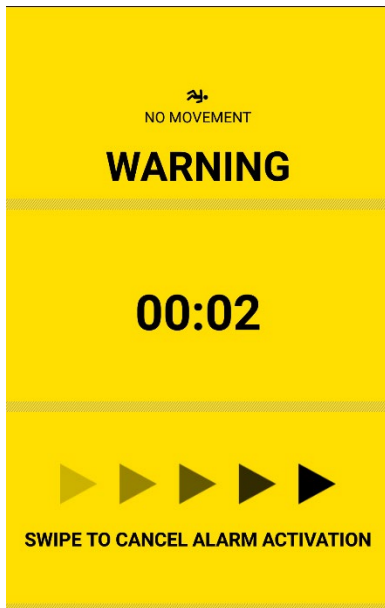 NO MOVEMENT
WARNING
00:02
SWIPE TO CANCEL ALARM ACTIVATION